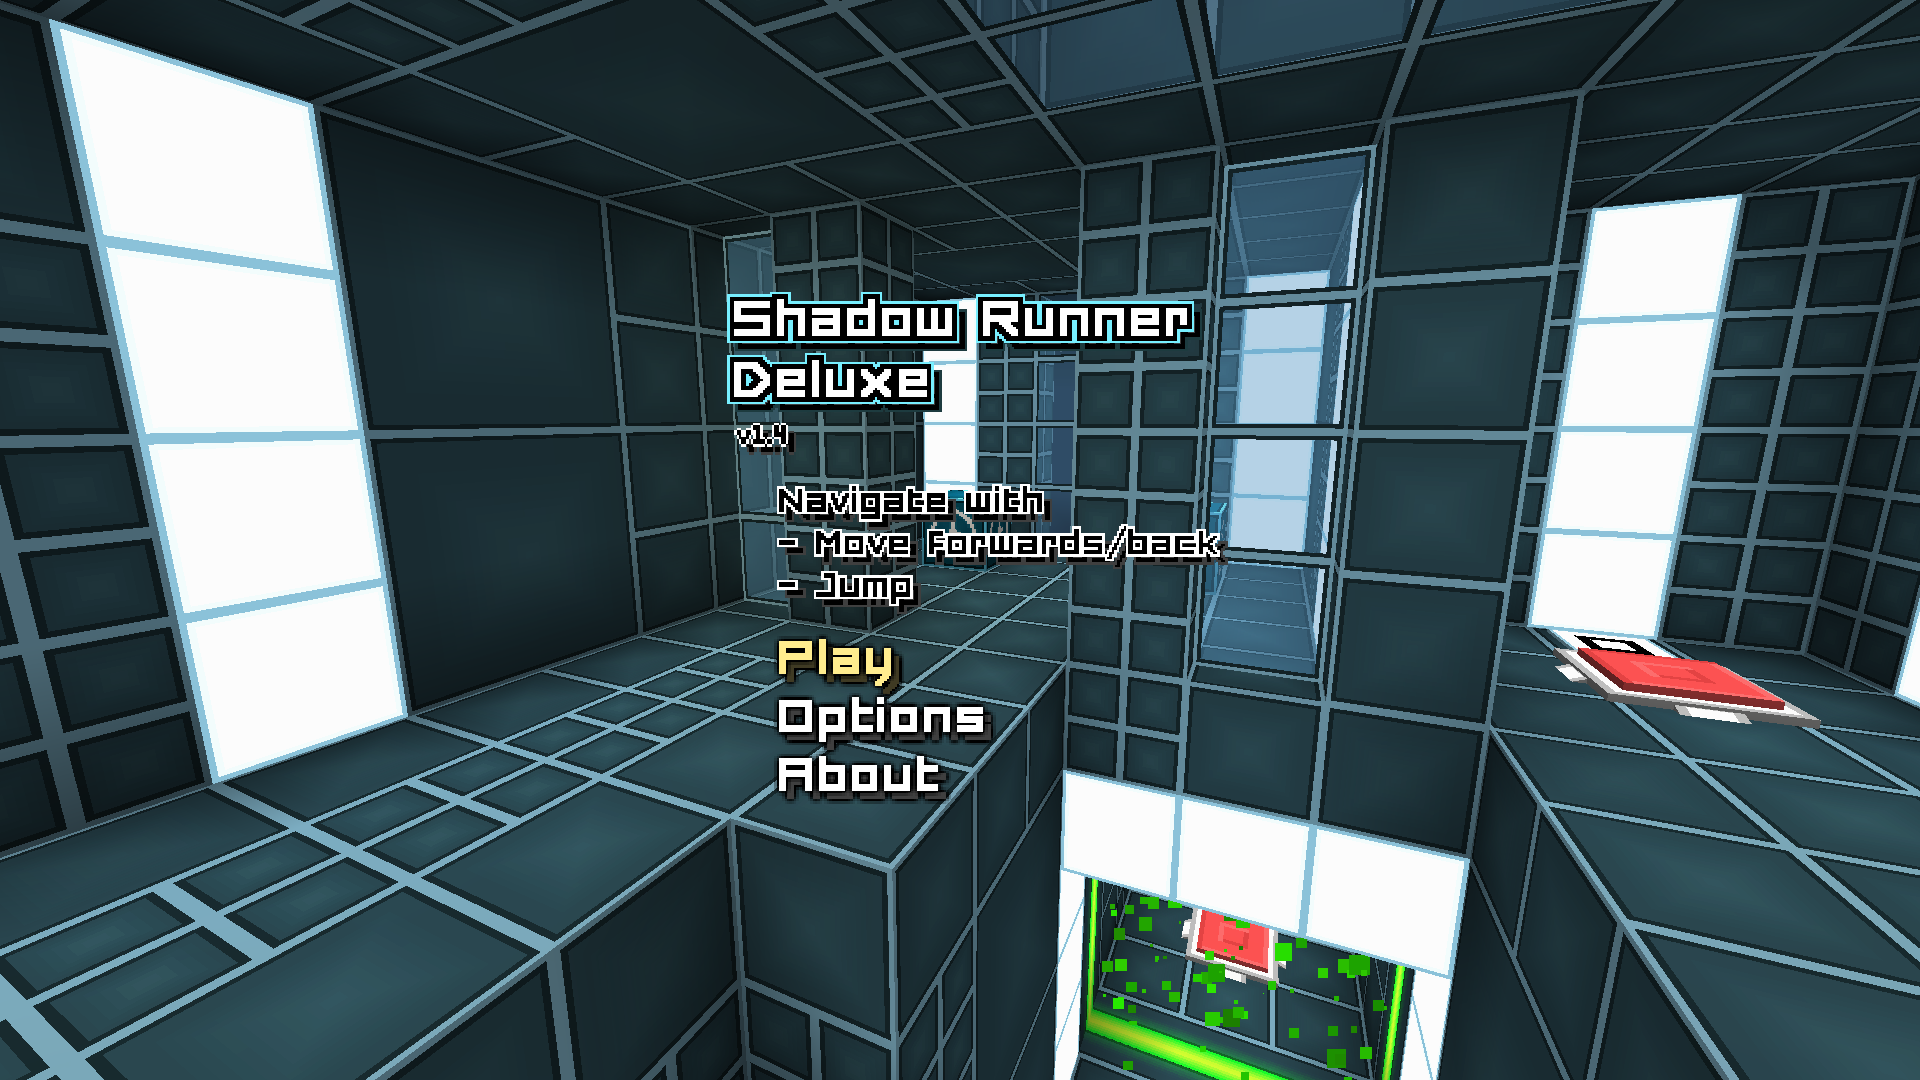 Shadow Runner
Deluxe
v1.4
Navigate with
- Move forwards/back
- Jump
Play
Options
About